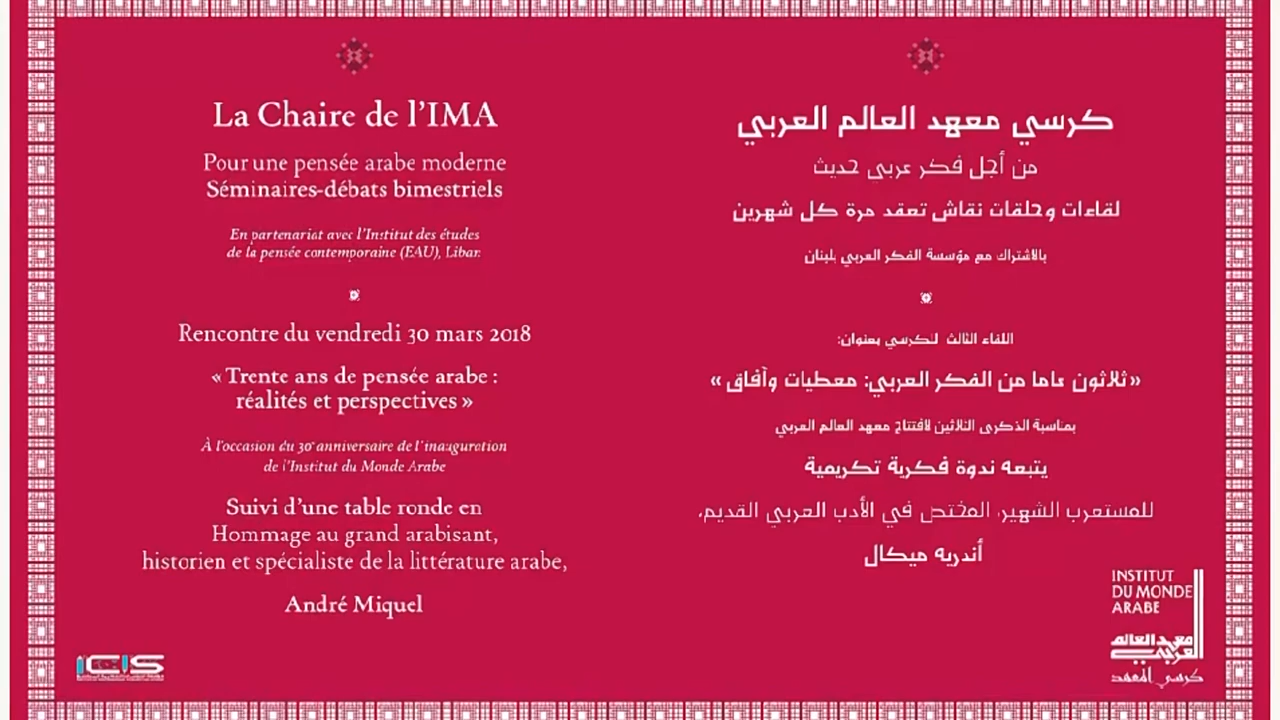 La Chaire de l’IMA
Pour une pensée arabe moderne
Séminaires-débats bimestriels
En partenariat avec l’Institut des études
de la pensée contemporaine (EAU), Liban
Rencontre du vendredi 30 mars 2018
« Trente ans de pensée arabe :
réalités et perspectives »
À l’occasion du 30e anniversaire de l’inauguration
de l’Institut du Monde Arabe
Suivi d’une table ronde en
Hommage au grand arabisant,
historien et spécialiste de la littérature arabe,
André Miquel
كرسي معهد العالم العربي
من أجل فكر عربي حديث
لقاءات وحلقات نقاش تعقد مرة كل شهرين
بالاشتراك مع مؤسسة الفكر العربي بلبنان
اللقاء الثالث للكرسي بعنوان:
«ثلاثون عاما من الفكر العربي: معطيات وآفاق»
بمناسبة الذكرى الثلاثين لافتتاح معهد العالم العربي
يتبعه ندوة فكرية تكريمية
للمستعرب الشهير، المختص في الأدب العربي القديم،
أندريه ميكال
INSTITUT
DU MONDE
ARABE
معهد العالم
العربي
كرسي المعهد